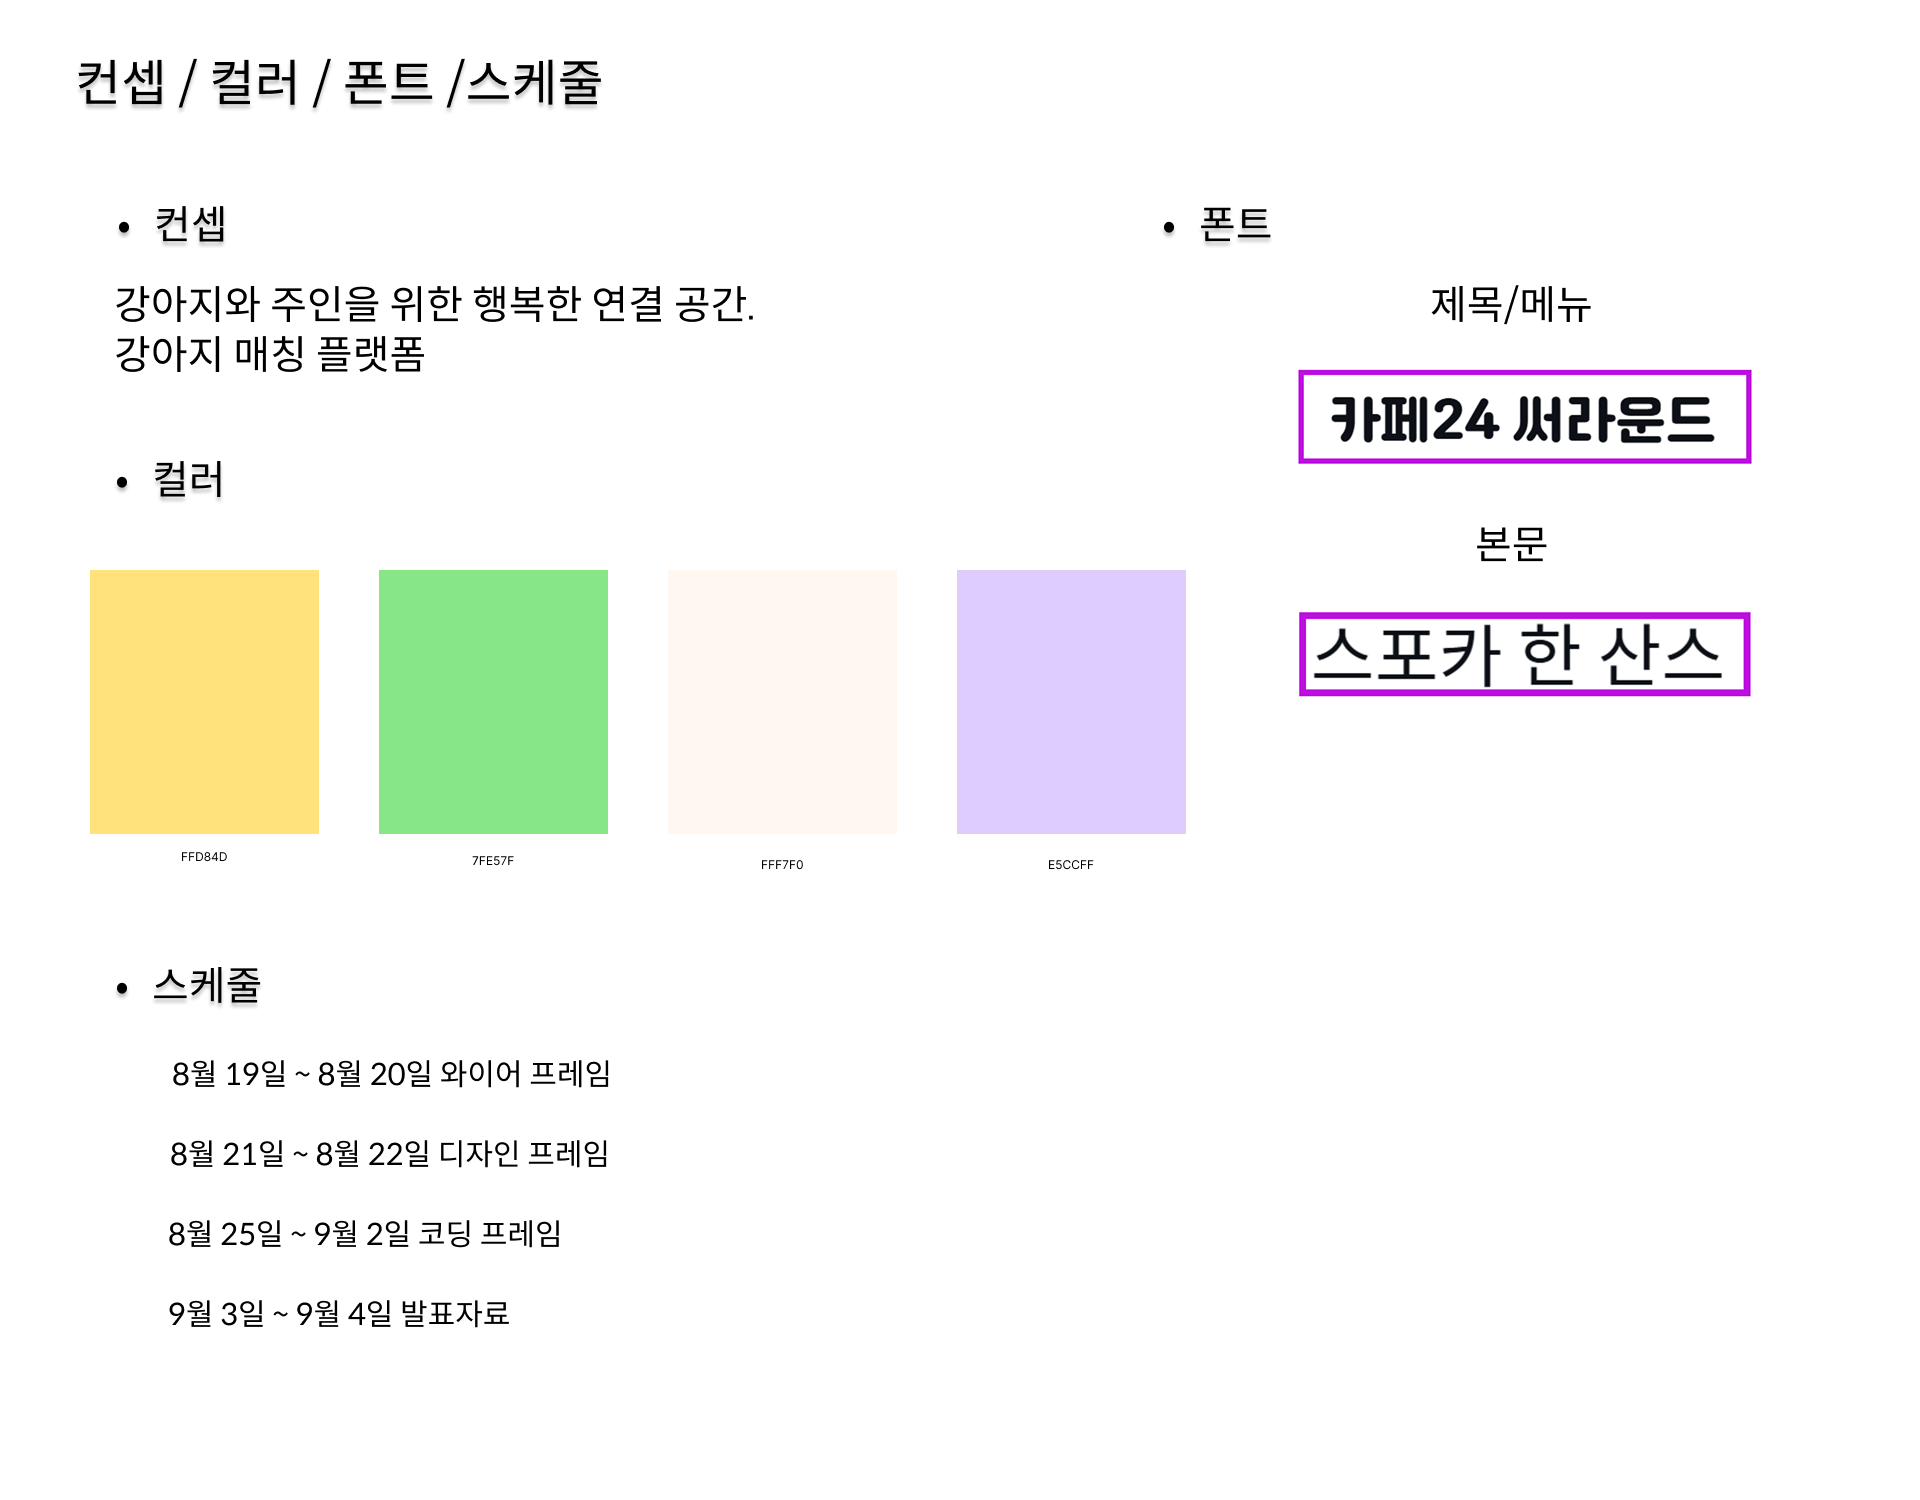 컨셉 / 컬러 / 폰트 /스케줄
• 컨셉
강아지와 주인을 위한 행복한 연결 공간.
강아지 매칭 플랫폼
• 컬러
FFD84D
7FE57F
FFF7F0
E5CCFF
• 폰트
제목/메뉴
카페24 써라운드
본문
스포카 한 산스
• 스케줄
8월 19일 ~ 8월 20일 와이어 프레임
8월 21일 ~ 8월 22일 디자인 프레임
8월 25일 ~ 9월 2일 코딩 프레임
9월 3일 ~ 9월 4일 발표자료